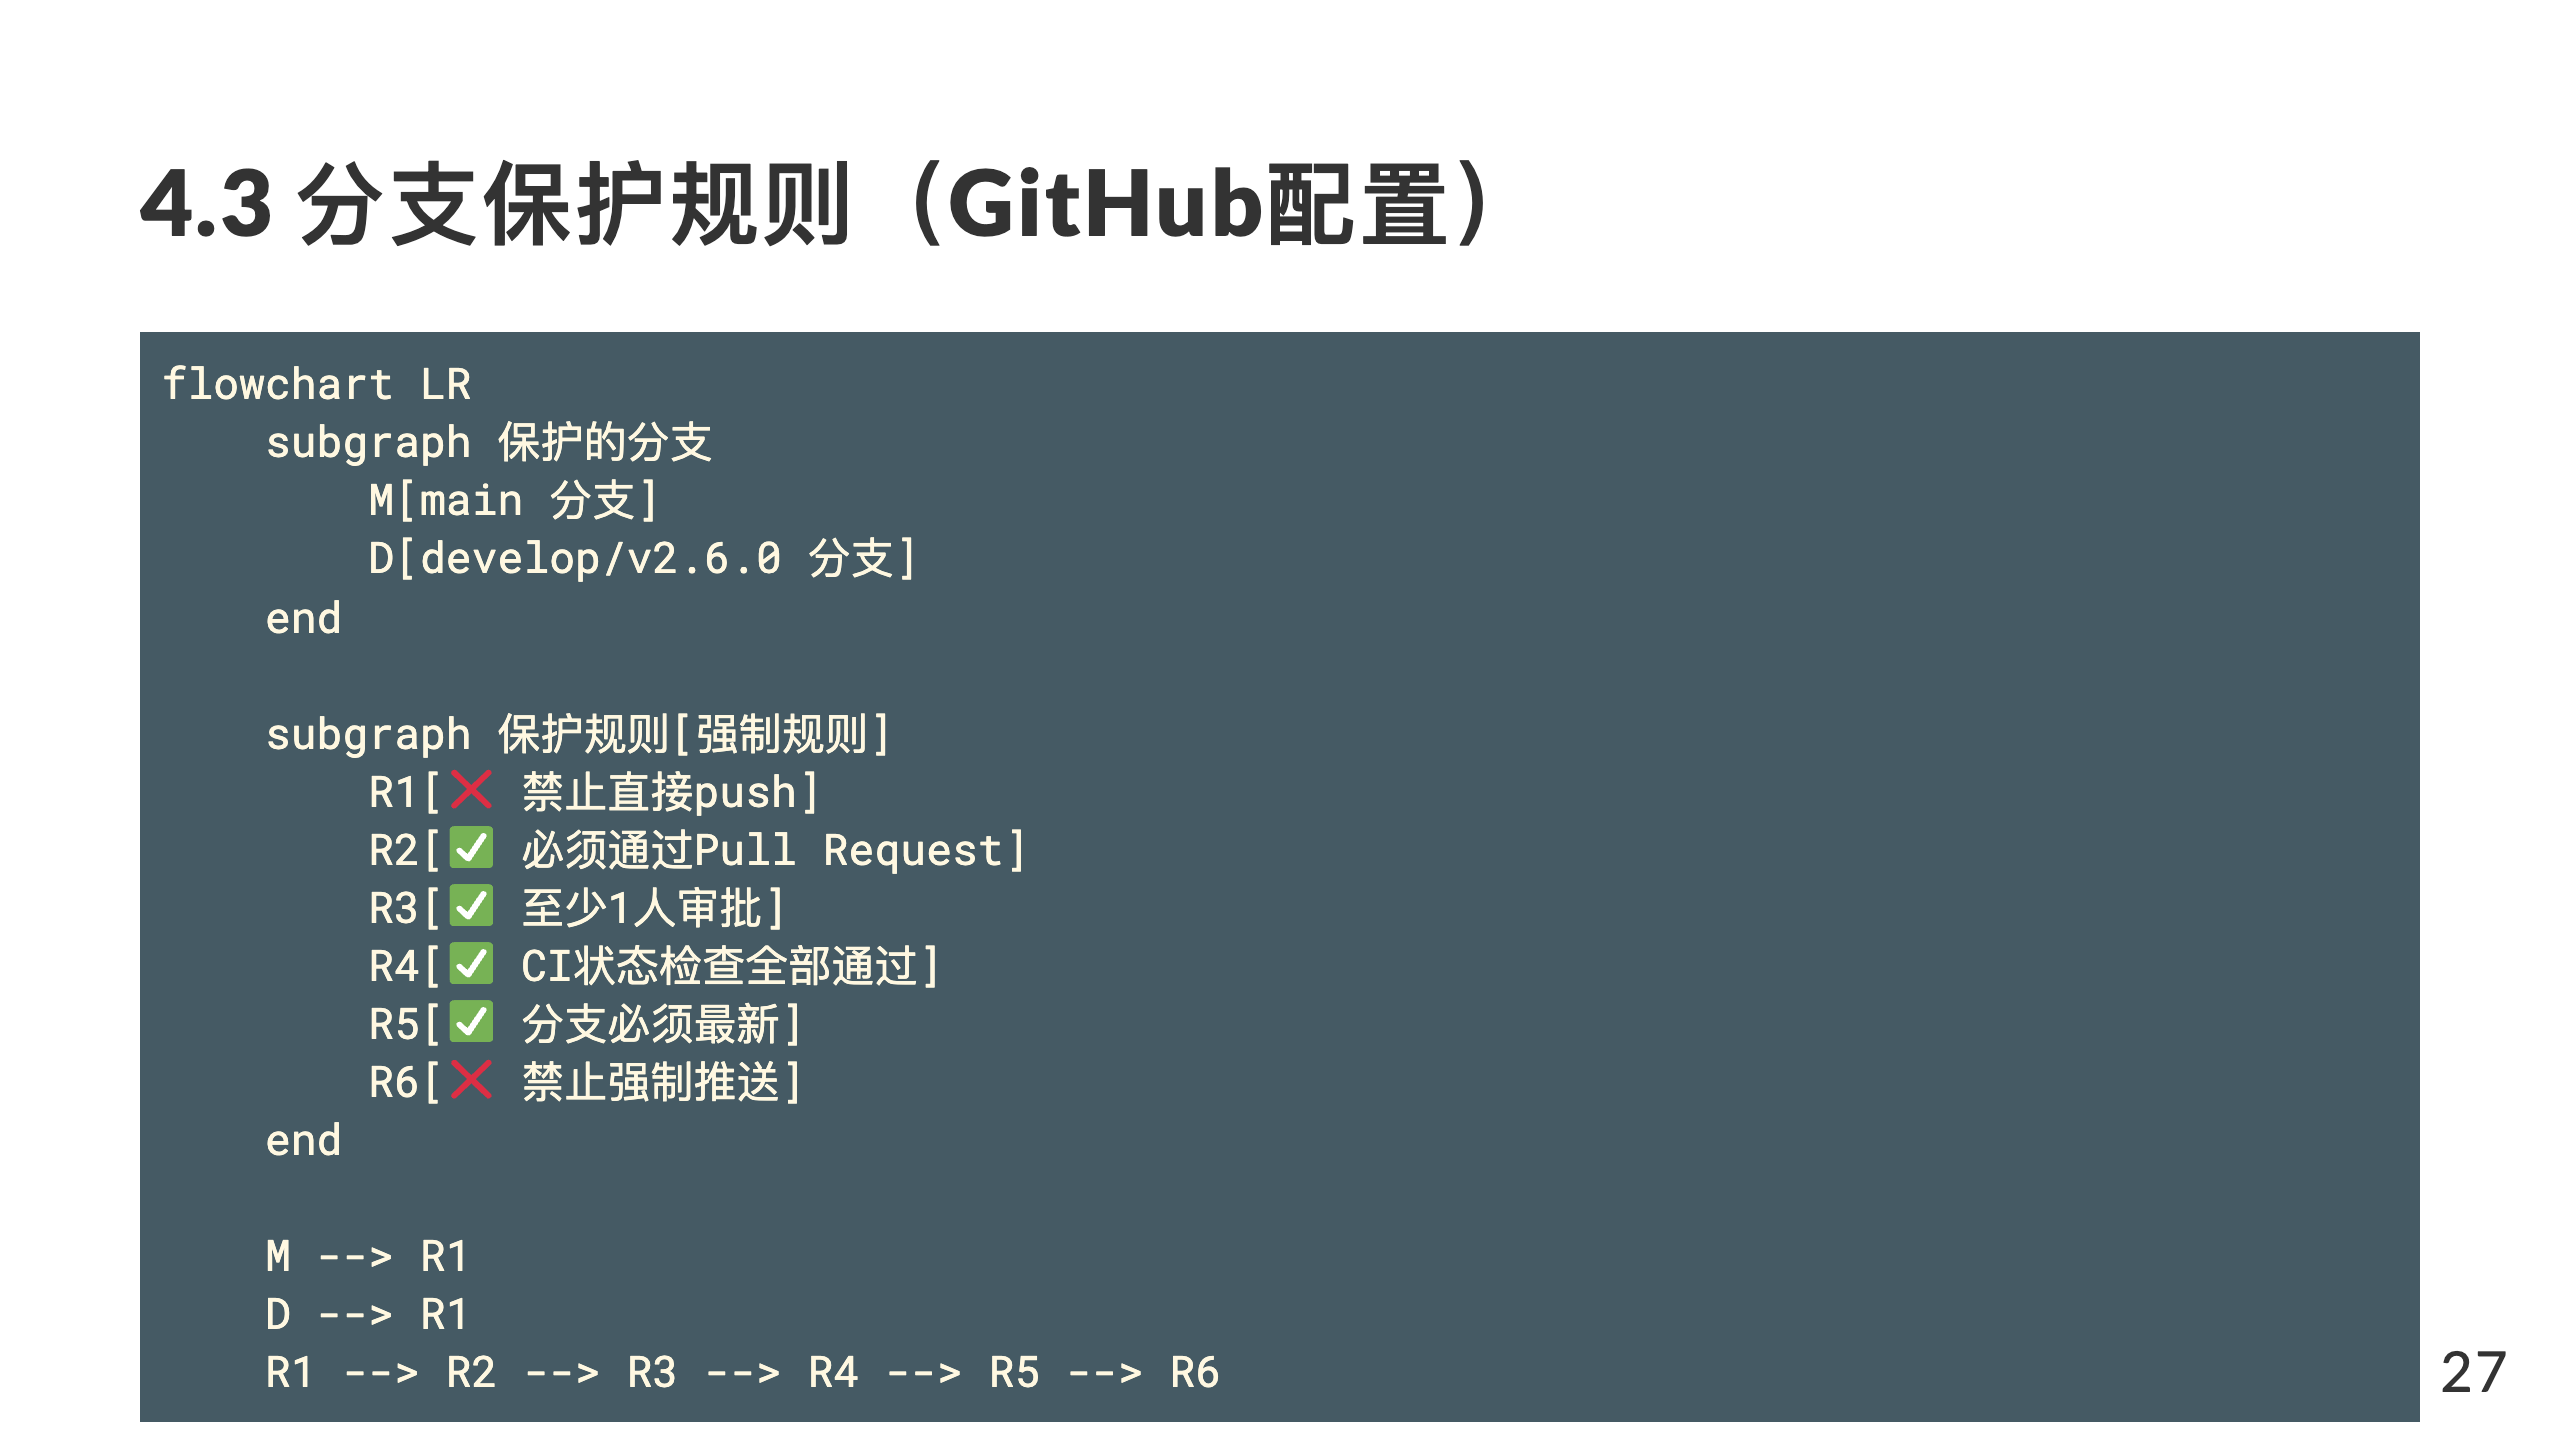 4.3 分支保护规则（GitHub配置）
flowchart LR
    subgraph 保护的分支
        M[main 分支]
        D[develop/v2.6.0 分支]
    end

    subgraph 保护规则[强制规则]
        R1[❌ 禁止直接push]
        R2[✅ 必须通过Pull Request]
        R3[✅ 至少1人审批]
        R4[✅ CI状态检查全部通过]
        R5[✅ 分支必须最新]
        R6[❌ 禁止强制推送]
    end

    M --> R1
    D --> R1
    R1 --> R2 --> R3 --> R4 --> R5 --> R6
27